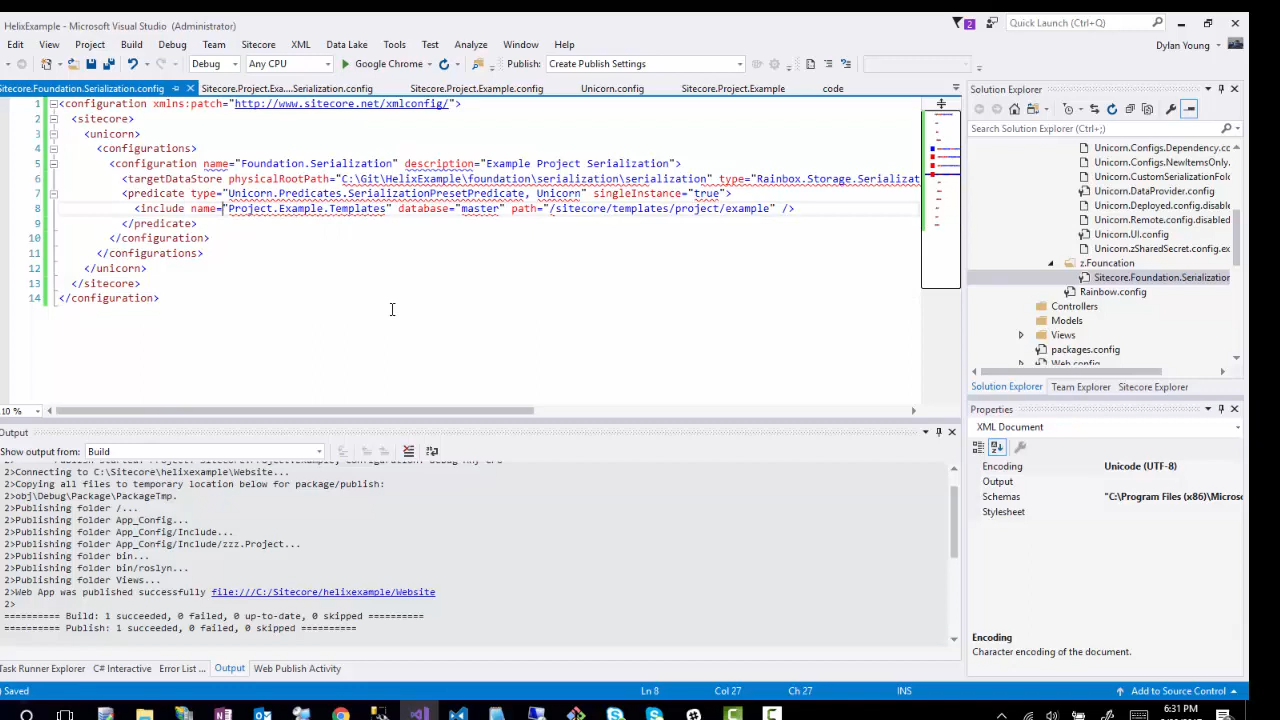 HelixExample - Microsoft Visual Studio (Administrator)
2
Quick Launch (Ctrl+;)
Edit View Project Build Debug Team Sitecore XML Data Lake Tools Test Analyze Window Help
Dylan Young
Debug Any CPU Google Chrome Publish: Create Publish Settings
Sitecore.Foundation.Serialization.config Sitecore.Project.Exa....Serialization.config Sitecore.Project.Example.config Unicorn.config Sitecore.Project.Example code
1 <configuration xmlns:patch="http://www.sitecore.net/xmlconfig/">
2 <sitecore>
3 <unicorn>
4 <configurations>
5 <configuration name="Foundation.Serialization" description="Example Project Serialization">
6 <targetDataStore physicalRootPath="C:\Git\HelixExample\foundation\serialization\serialization" type="Rainbox.Storage.Serializat
7 <predicate type="Unicorn.Predicates.SerializationPresetPredicate, Unicorn" singleInstance="true">
8 <include name="Project.Example.Templates" database="master" path="/sitecore/templates/project/example" />
9 </predicate>
10 </configuration>
11 </configurations>
12 </unicorn>
13 </sitecore>
14 </configuration>
10 %
Solution Explorer
Search Solution Explorer (Ctrl+;)
Unicorn.Configs.Dependency.cc
Unicorn.Configs.NewItemsOnly.
Unicorn.CustomSerializationFold
Unicorn.DataProvider.config
Unicorn.Deployed.config.disable
Unicorn.Remote.config.disabled
Unicorn.UI.config
Unicorn.zSharedSecret.config.ex
z.Founcation
Sitecore.Foundation.Serialization
Rainbow.config
Controllers
Models
Views
packages.config
Web.config
Solution Explorer Team Explorer Sitecore Explorer
Properties
XML Document
Encoding Unicode (UTF-8)
Output
Schemas "C:\Program Files (x86)\Microso
Stylesheet
Encoding
Character encoding of the document.
Output
Show output from: Build
2>Connecting to C:\Sitecore\helixexample\Website...
2>Copying all files to temporary location below for package/publish:
2>obj\Debug\Package\PackageTmp.
2>Publishing folder /...
2>Publishing folder App_Config...
2>Publishing folder App_Config/Include...
2>Publishing folder App_Config/Include/zzz.Project...
2>Publishing folder bin...
2>Publishing folder bin/roslyn...
2>Publishing folder Views...
2>Web App was published successfully file:///C:/Sitecore/helixexample/Website
2>
========== Build: 1 succeeded, 0 failed, 0 up-to-date, 0 skipped ==========
========== Publish: 1 succeeded, 0 failed, 0 skipped ==========
Task Runner Explorer C# Interactive Error List ... Output Web Publish Activity
Saved Ln 8 Col 27 Ch 27 INS Add to Source Control
6:31 PM